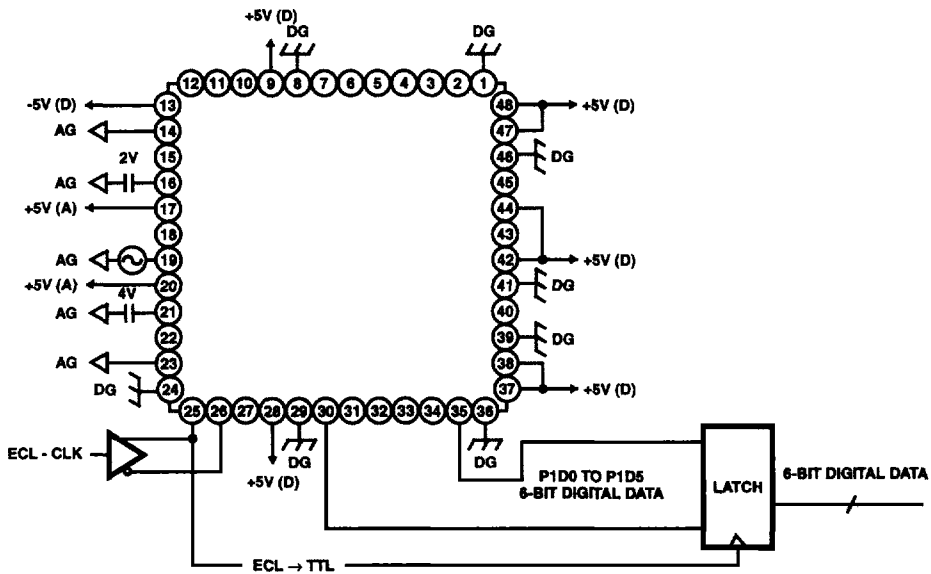 +5V (D)
DG
DG
12 11 10 9 8 7 6 5 4 3 2 1
-5V (D) 13
AG 14
15
2V
AG 16
+5V (A) 17
18
AG 19
+5V (A) 20
4V
AG 21
22
AG 23
DG 24
48 +5V (D)
47
46 DG
45
44
43
42 +5V (D)
41 DG
40
39 DG
38
37 +5V (D)
25 26 27 28 29 30 31 32 33 34 35 36
ECL - CLK
DG
DG
+5V (D)
P1D0 TO P1D5
6-BIT DIGITAL DATA
LATCH
6-BIT DIGITAL DATA
ECL → TTL